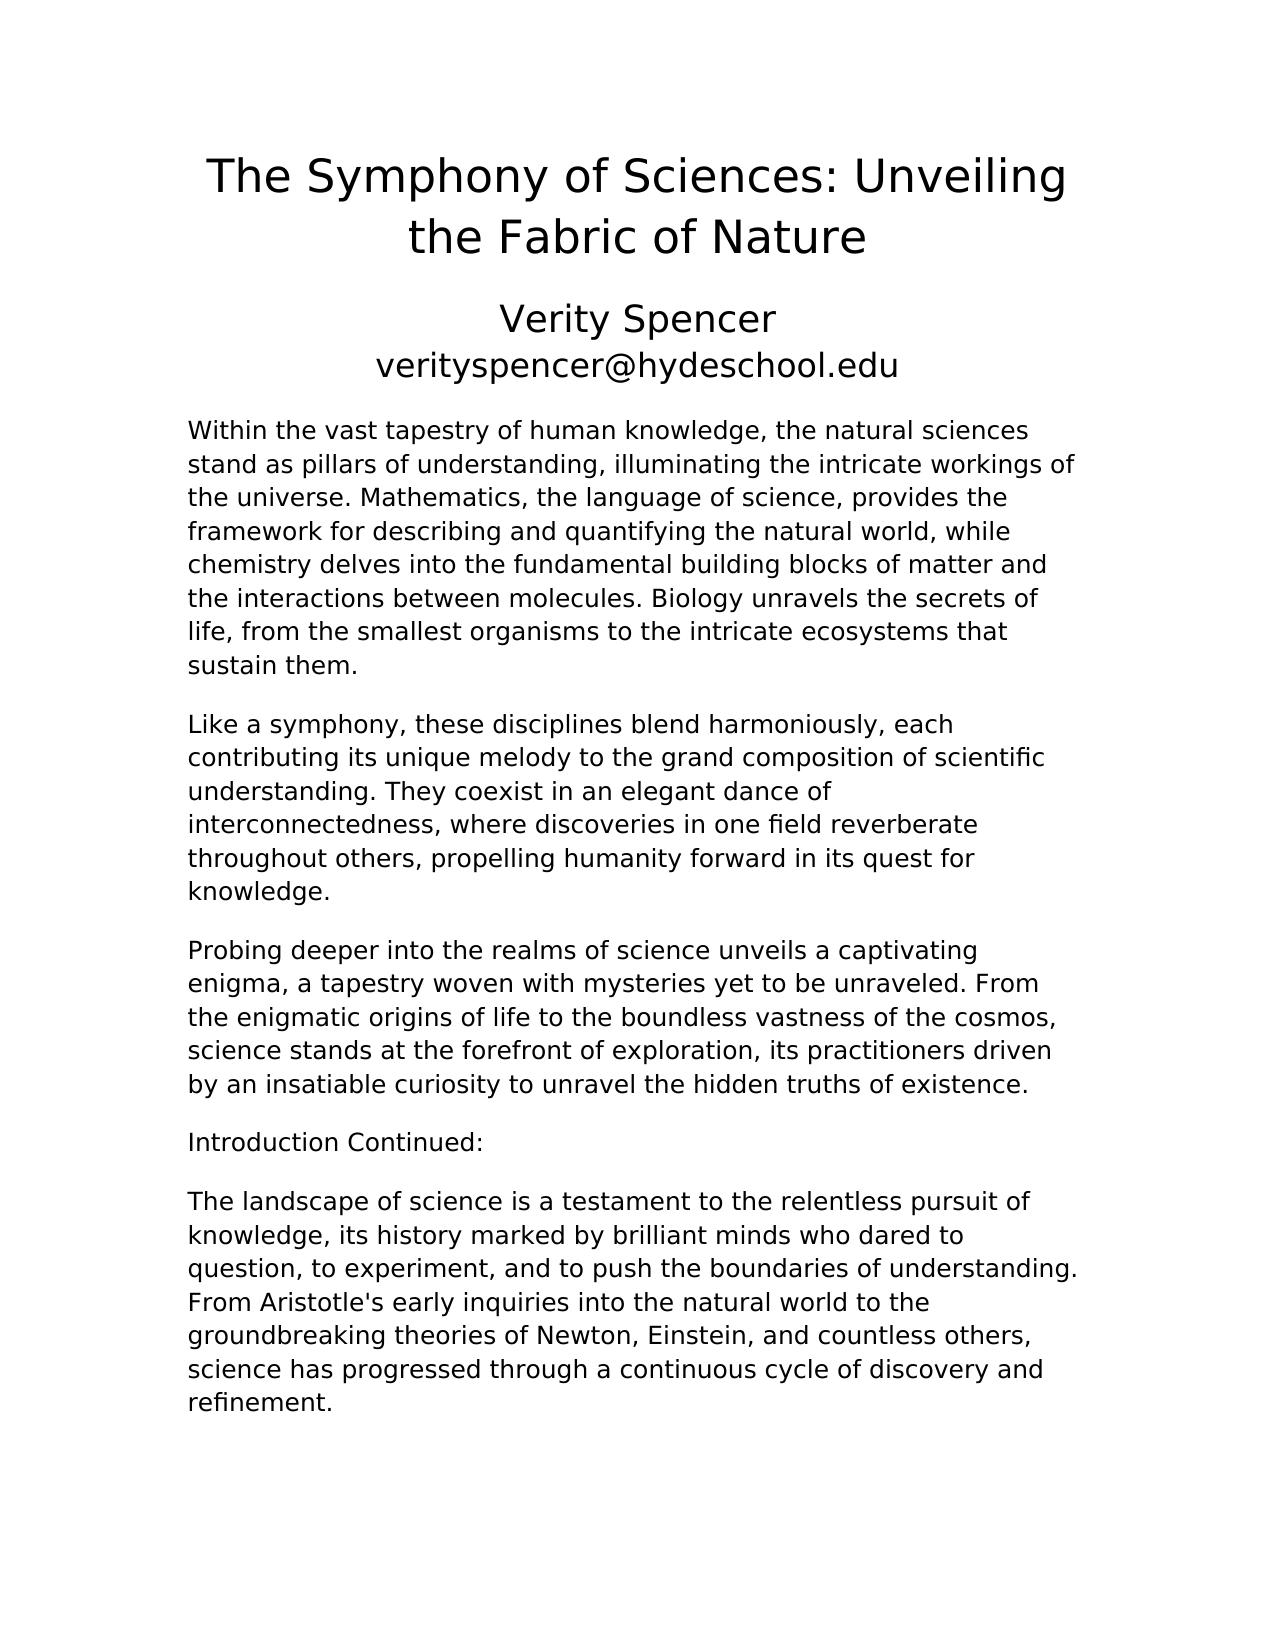 The Symphony of Sciences: Unveiling
the Fabric of Nature
Verity Spencer
verityspencer@hydeschool.edu
Within the vast tapestry of human knowledge, the natural sciences
stand as pillars of understanding, illuminating the intricate workings of
the universe. Mathematics, the language of science, provides the
framework for describing and quantifying the natural world, while
chemistry delves into the fundamental building blocks of matter and
the interactions between molecules. Biology unravels the secrets of
life, from the smallest organisms to the intricate ecosystems that
sustain them.
Like a symphony, these disciplines blend harmoniously, each
contributing its unique melody to the grand composition of scientific
understanding. They coexist in an elegant dance of
interconnectedness, where discoveries in one field reverberate
throughout others, propelling humanity forward in its quest for
knowledge.
Probing deeper into the realms of science unveils a captivating
enigma, a tapestry woven with mysteries yet to be unraveled. From
the enigmatic origins of life to the boundless vastness of the cosmos,
science stands at the forefront of exploration, its practitioners driven
by an insatiable curiosity to unravel the hidden truths of existence.
Introduction Continued:
The landscape of science is a testament to the relentless pursuit of
knowledge, its history marked by brilliant minds who dared to
question, to experiment, and to push the boundaries of understanding.
From Aristotle's early inquiries into the natural world to the
groundbreaking theories of Newton, Einstein, and countless others,
science has progressed through a continuous cycle of discovery and
refinement.